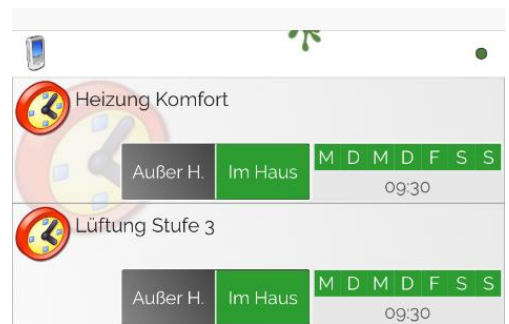 Heizung Komfort
Außer H. Im Haus M D M D F S S
09:30
Lüftung Stufe 3
Außer H. Im Haus M D M D F S S
09:30